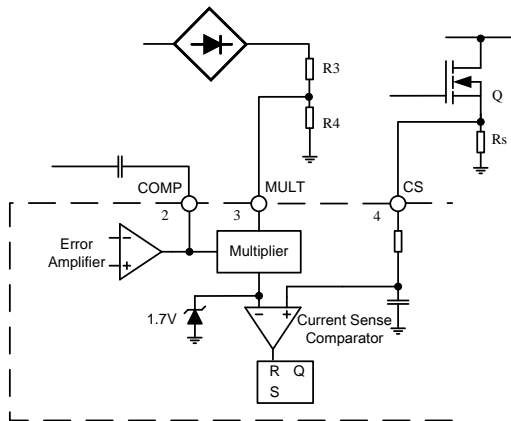 R3
R4
Q
Rs
COMP
MULT
CS
2
3
4
Error
Amplifier
−
+
Multiplier
1.7V
−
+
Current Sense
Comparator
R Q
S